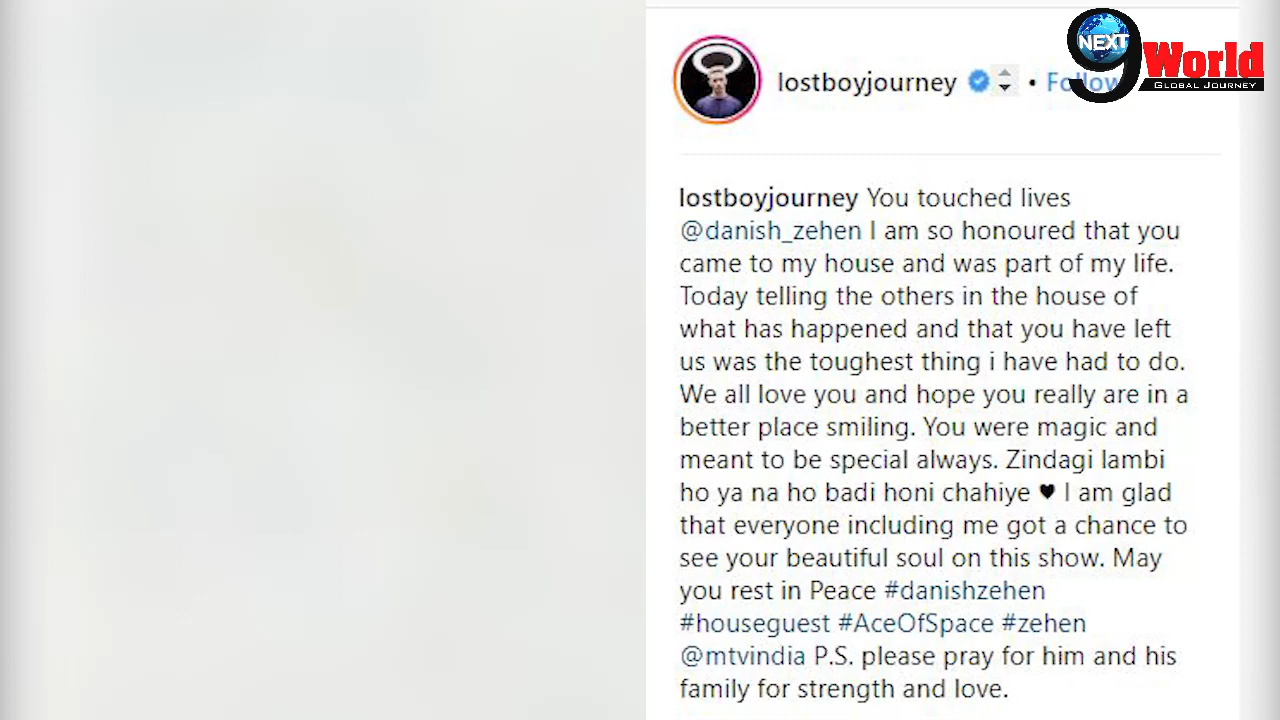 NEXT
9 World
GLOBAL JOURNEY
lostboyjourney • Follow
lostboyjourney You touched lives
@danish_zehen I am so honoured that you
came to my house and was part of my life.
Today telling the others in the house of
what has happened and that you have left
us was the toughest thing i have had to do.
We all love you and hope you really are in a
better place smiling. You were magic and
meant to be special always. Zindagi lambi
ho ya na ho badi honi chahiye ♥ I am glad
that everyone including me got a chance to
see your beautiful soul on this show. May
you rest in Peace #danishzehen
#houseguest #AceOfSpace #zehen
@mtvindia P.S. please pray for him and his
family for strength and love.